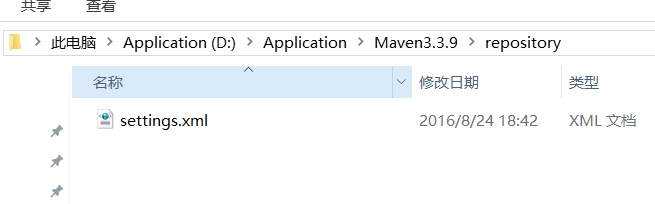 共享 查看
此电脑 Application (D:) Application Maven3.3.9 repository
名称 修改日期 类型
settings.xml 2016/8/24 18:42 XML 文档